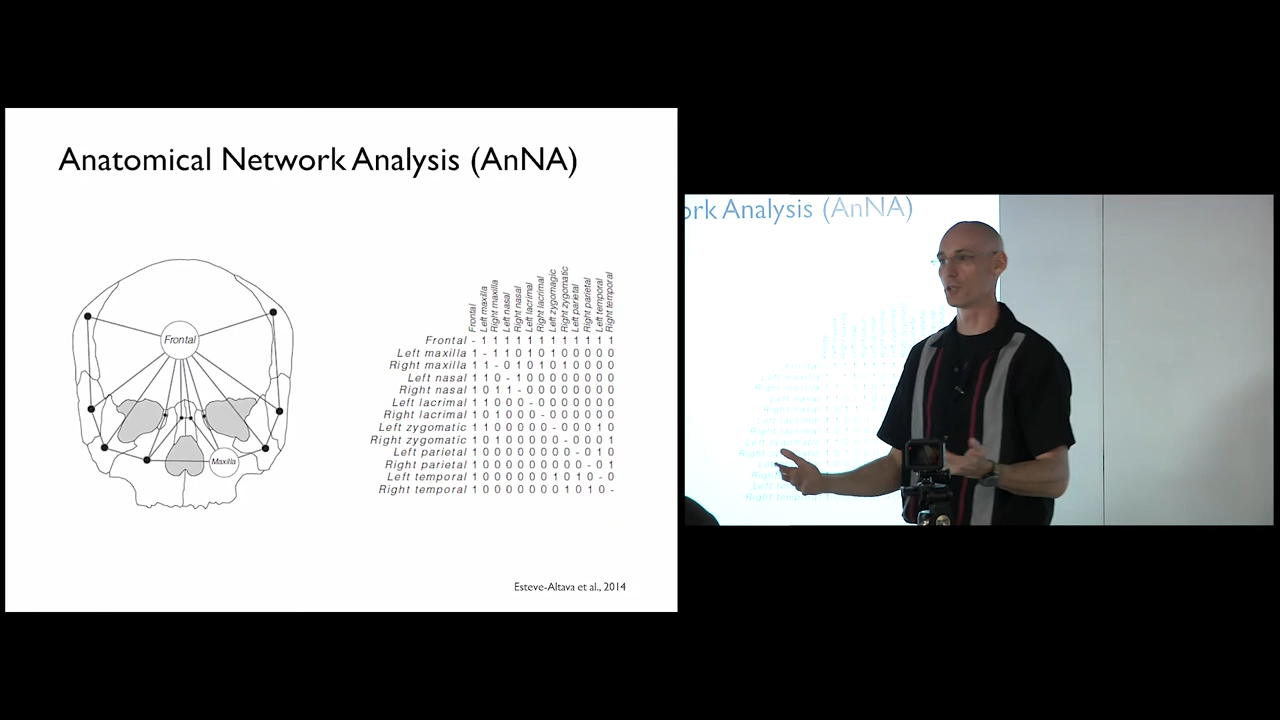 Anatomical Network Analysis (AnNA)
Frontal
Maxilla
Frontal
Left maxilla
Right maxilla
Left nasal
Right nasal
Left lacrimal
Right lacrimal
Left zygomagic
Right zygomatic
Left parietal
Right parietal
Left temporal
Right temporal
Frontal - 1 1 1 1 1 1 1 1 1 1 1 1
Left maxilla 1 - 1 1 0 1 0 1 0 0 0 0 0
Right maxilla 1 1 - 0 1 0 1 0 1 0 0 0 0
Left nasal 1 1 0 - 1 0 0 0 0 0 0 0 0
Right nasal 1 0 1 1 - 0 0 0 0 0 0 0 0
Left lacrimal 1 1 0 0 0 - 0 0 0 0 0 0 0
Right lacrimal 1 0 1 0 0 0 - 0 0 0 0 0 0
Left zygomatic 1 1 0 0 0 0 0 - 0 0 0 1 0
Right zygomatic 1 0 1 0 0 0 0 0 - 0 0 0 1
Left parietal 1 0 0 0 0 0 0 0 0 - 0 1 0
Right parietal 1 0 0 0 0 0 0 0 0 0 - 0 1
Left temporal 1 0 0 0 0 0 0 1 0 1 0 - 0
Right temporal 1 0 0 0 0 0 0 0 1 0 1 0 -
Esteve-Altava et al., 2014
ork Analysis (AnNA)